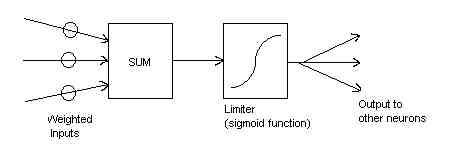 SUM
Weighted
Inputs
Limiter
(sigmoid function)
Output to
other neurons